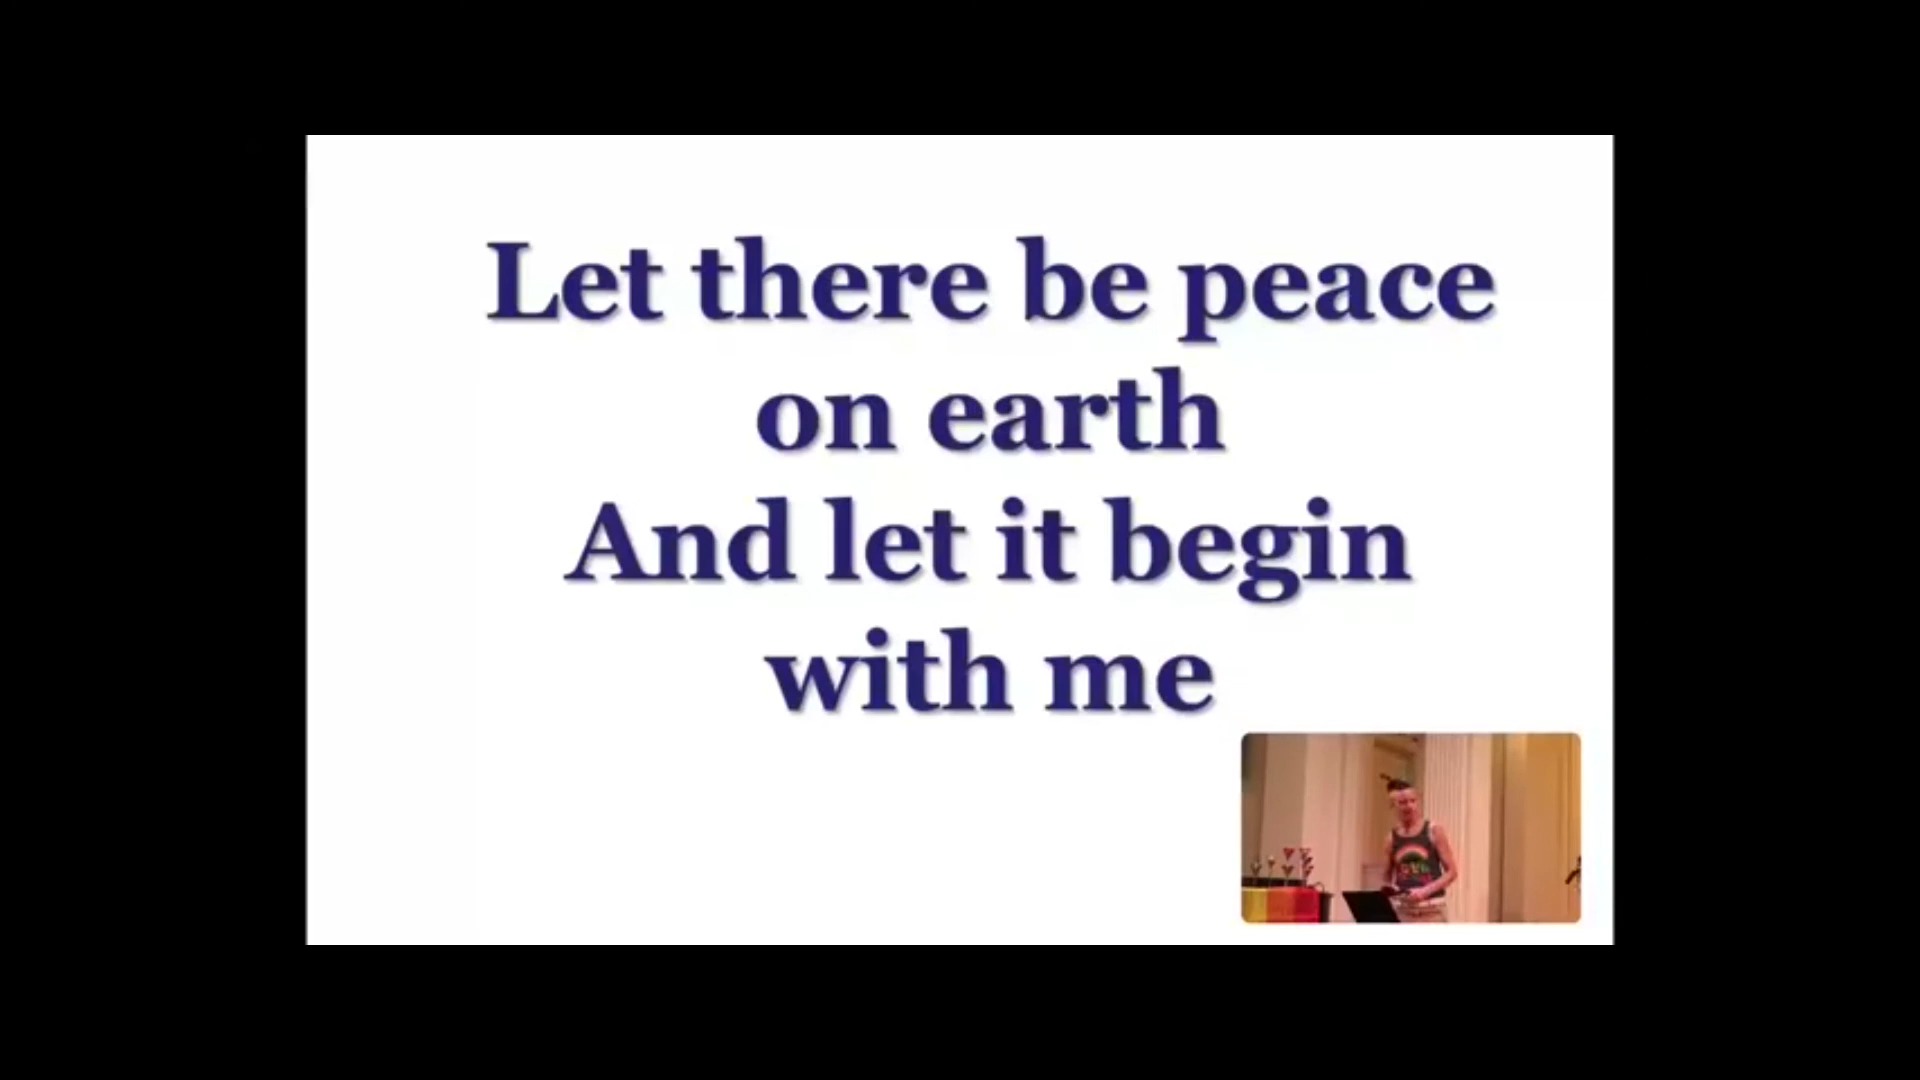 Let there be peace
on earth
And let it begin
with me